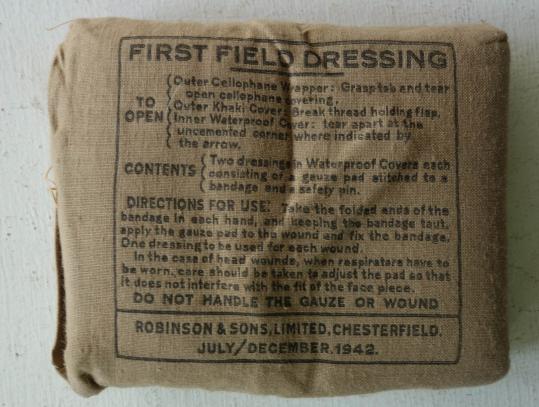 FIRST FIELD DRESSING
TO OPEN
Outer Cellophane Wrapper: Grasp tab and tear
open cellophane covering.
Outer Khaki Cover: Break thread holding flap.
Inner Waterproof Cover: tear apart at the
uncemented corner where indicated by
the arrow.
CONTENTS
Two dressings in Waterproof Covers each
consisting of a gauze pad stitched to a
bandage and a safety pin.
DIRECTIONS FOR USE: Take the folded ends of the
bandage in each hand, and keeping the bandage taut,
apply the gauze pad to the wound and fix the bandage.
One dressing to be used for each wound.
In the case of head wounds, when respirators have to
be worn, care should be taken to adjust the pad so that
it does not interfere with the fit of the face piece.
DO NOT HANDLE THE GAUZE OR WOUND
ROBINSON & SONS, LIMITED, CHESTERFIELD.
JULY/DECEMBER. 1942.